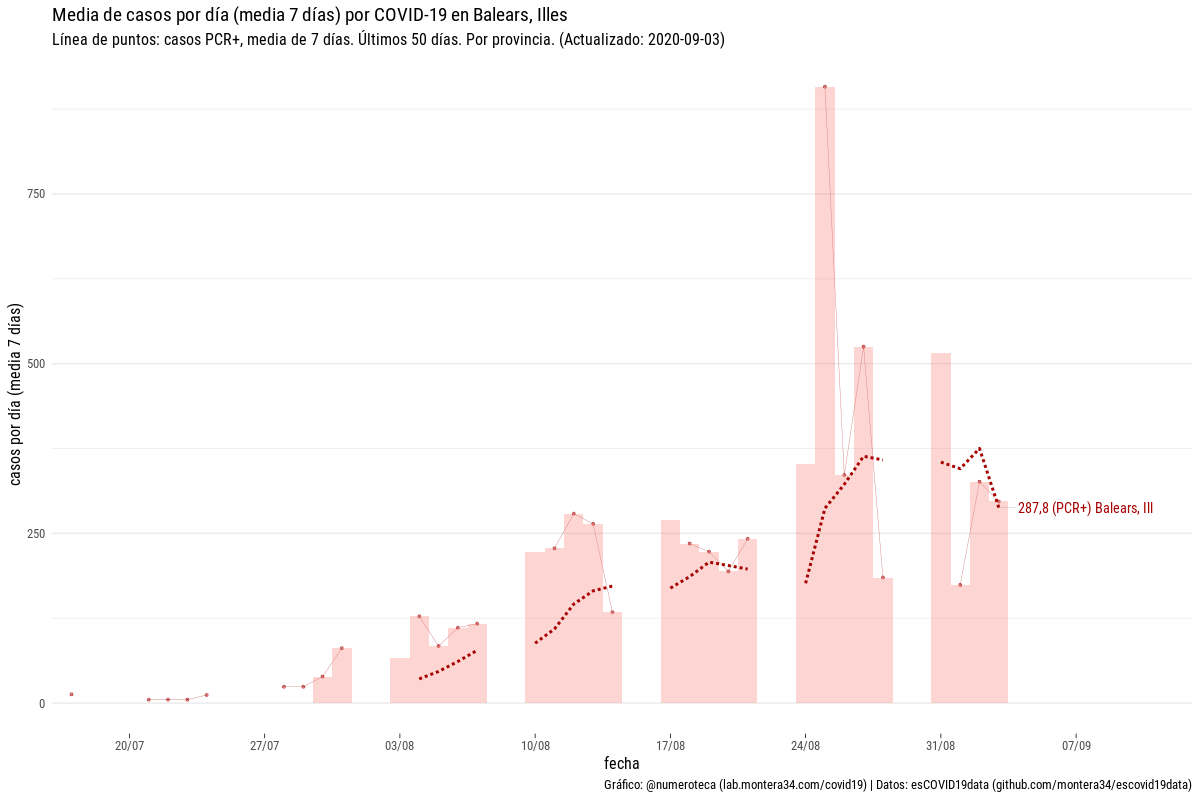 Media de casos por día (media 7 días) por COVID-19 en Balears, Illes
Línea de puntos: casos PCR+, media de 7 días. Últimos 50 días. Por provincia. (Actualizado: 2020-09-03)
casos por día (media 7 días)
750
500
250
0
287,8 (PCR+) Balears, Ill
20/07
27/07
03/08
10/08
17/08
24/08
31/08
07/09
fecha
Gráfico: @numeroteca (lab.montera34.com/covid19) | Datos: esCOVID19data (github.com/montera34/escovid19data)